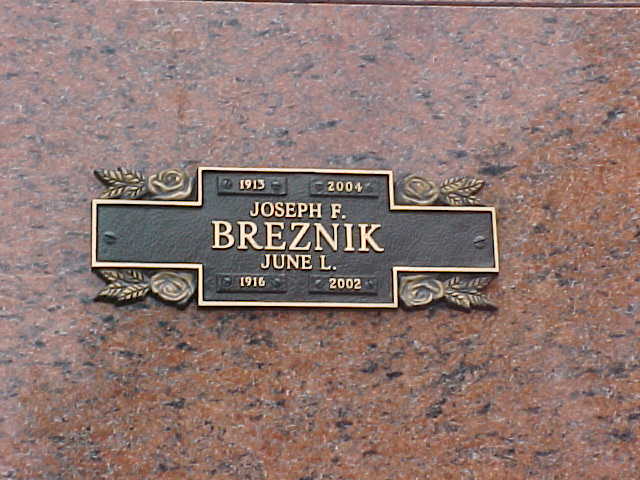 1913 2004
JOSEPH F.
BREZNIK
JUNE L.
1916 2002